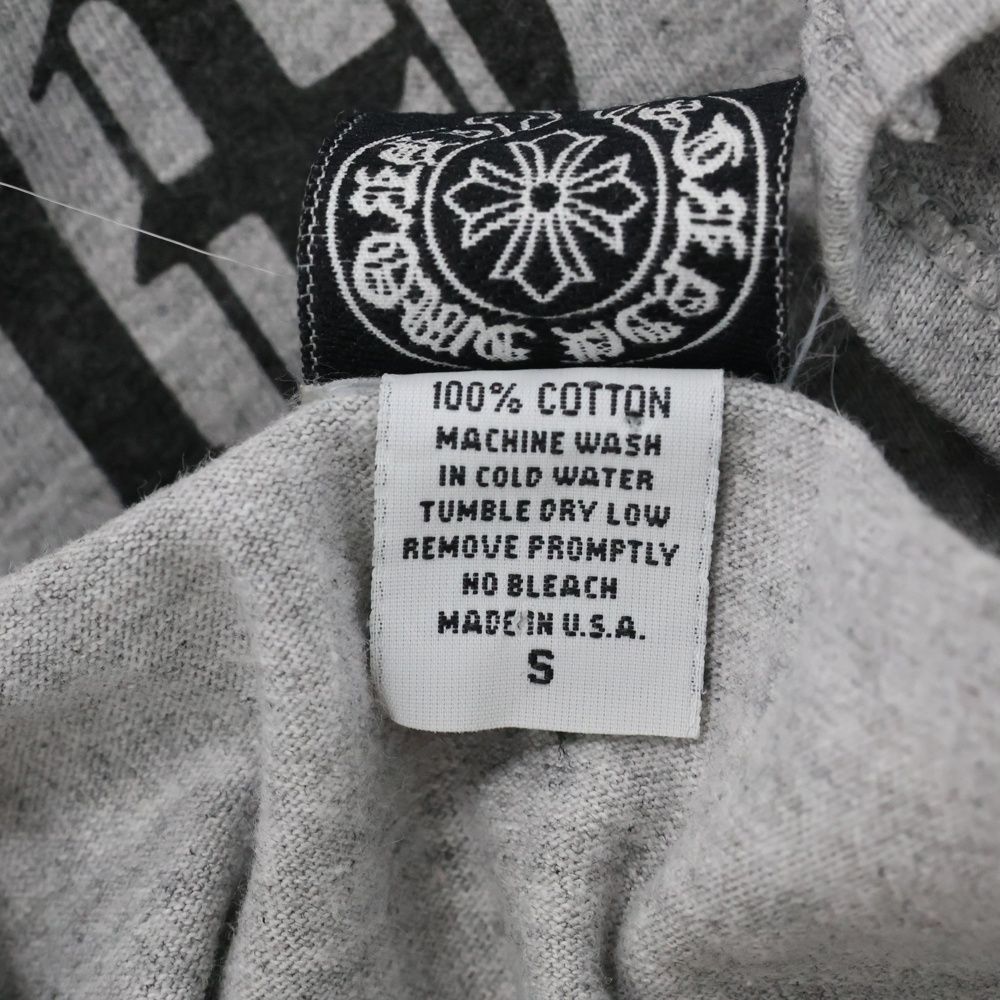 100% COTTON
MACHINE WASH
IN COLD WATER
TUMBLE DRY LOW
REMOVE PROMPTLY
NO BLEACH
MADE IN U.S.A.
S